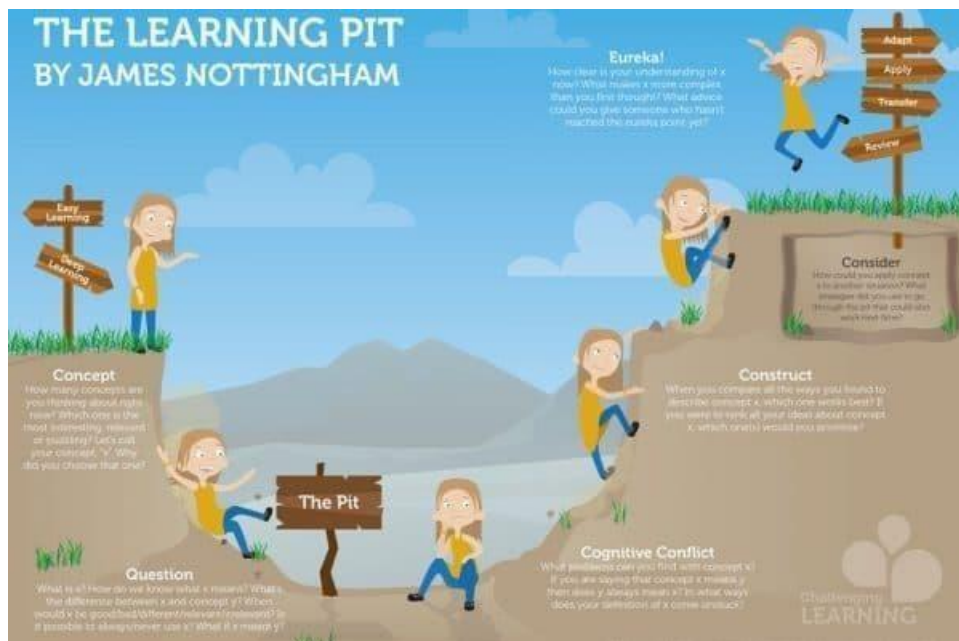 THE LEARNING PIT
BY JAMES NOTTINGHAM
Eureka!
How clear is your understanding of x
now? What makes x more complex
than you first thought? What advice
could you give someone who hasn't
reached the eureka point yet?
Adapt
Apply
Transfer
Review
Easy
Learning
Deep
Learning
Consider
How could you apply concept
x to another situation? What
strategies did you use to go
through the pit that could also
work next time?
Concept
How many concepts are
you thinking about right
now? Which one is the
most interesting, relevant
or puzzling? Let's call
your concept, "x". Why
did you choose that one?
Construct
When you compare all the ways you found to
describe concept x, which one works best? If
you were to rank all your ideas about concept
x, which one(s) would you prioritise?
The Pit
Question
What is x? How do we know what x means? What's
the difference between x and concept y? When
would x be good/bad/different/relevant/irrelevant? Is
it possible to always/never use x? What if x meant y?
Cognitive Conflict
What problems can you find with concept x?
If you are saying that concept x means y
then does y always mean x? In what ways
does your definition of x come unstuck?
Challenging
LEARNING